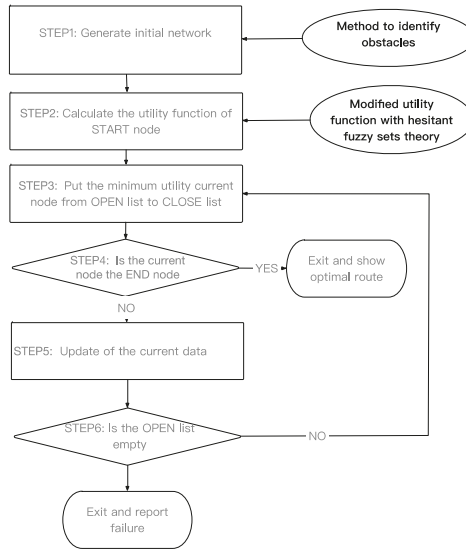 STEP1: Generate initial network
Method to identify
obstacles
STEP2: Calculate the utility function of
START node
Modified utility
function with hesitant
fuzzy sets theory
STEP3: Put the minimum utility current
node from OPEN list to CLOSE list
STEP4: Is the current
node the END node
YES
Exit and show
optimal route
NO
STEP5: Update of the current data
STEP6: Is the OPEN list
empty
NO
Exit and report
failure